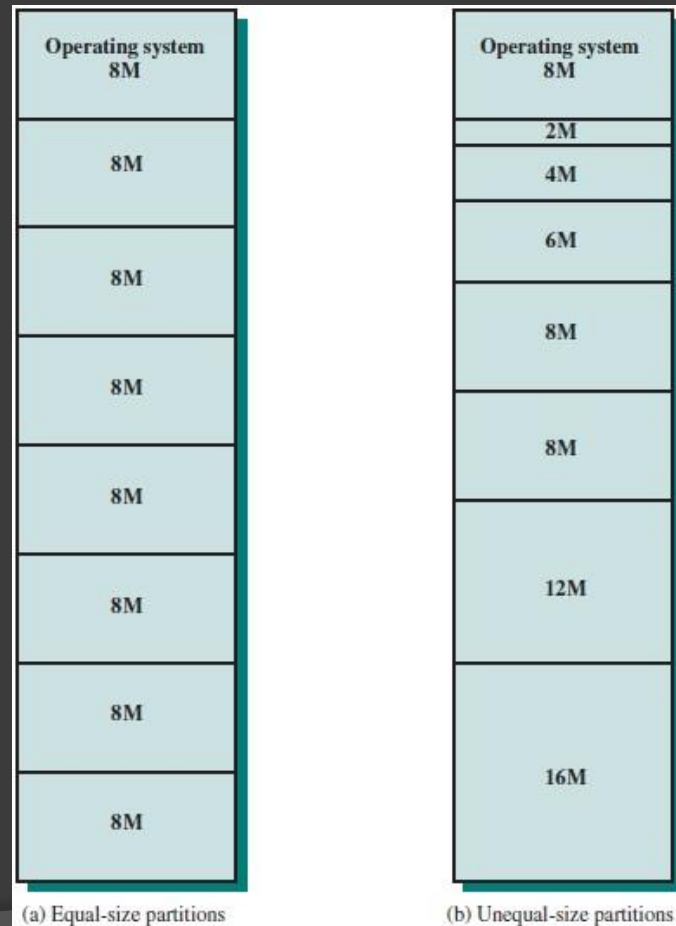 Operating system
8M
8M
8M
8M
8M
8M
8M
8M
(a) Equal-size partitions
Operating system
8M
2M
4M
6M
8M
8M
12M
16M
(b) Unequal-size partitions